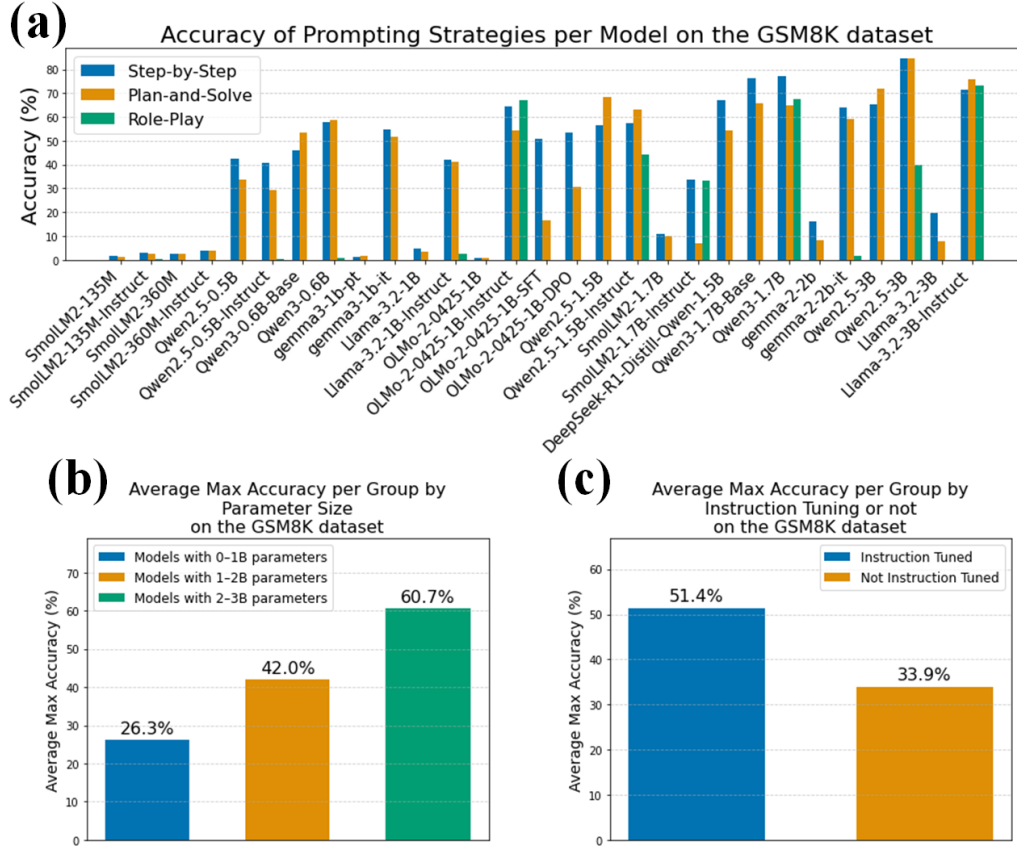 (a)
Accuracy of Prompting Strategies per Model on the GSM8K dataset
Step-by-Step
Plan-and-Solve
Role-Play
Accuracy (%)
80
70
60
50
40
30
20
10
0
SmolLM2-135M
SmolLM2-135M-Instruct
SmolLM2-360M
SmolLM2-360M-Instruct
Qwen2.5-0.5B
Qwen2.5-0.5B-Instruct
Qwen3-0.6B-Base
Qwen3-0.6B
gemma3-1b-pt
gemma3-1b-it
Llama-3.2-1B
Llama-3.2-1B-Instruct
OLMo-2-0425-1B
OLMo-2-0425-1B-Instruct
OLMo-2-0425-1B-SFT
OLMo-2-0425-1B-DPO
Qwen2.5-1.5B
Qwen2.5-1.5B-Instruct
SmolLM2-1.7B
SmolLM2-1.7B-Instruct
DeepSeek-R1-Distill-Qwen-1.5B
Qwen3-1.7B-Base
Qwen3-1.7B
gemma-2-2b
gemma-2-2b-it
Qwen2.5-3B
Qwen2.5-3B
Llama-3.2-3B
Llama-3.2-3B-Instruct
(b)
Average Max Accuracy per Group by
Parameter Size
on the GSM8K dataset
Models with 0–1B parameters
Models with 1–2B parameters
Models with 2–3B parameters
Average Max Accuracy (%)
70
60
50
40
30
20
10
0
26.3%
42.0%
60.7%
(c)
Average Max Accuracy per Group by
Instruction Tuning or not
on the GSM8K dataset
Instruction Tuned
Not Instruction Tuned
Average Max Accuracy (%)
60
50
40
30
20
10
0
51.4%
33.9%